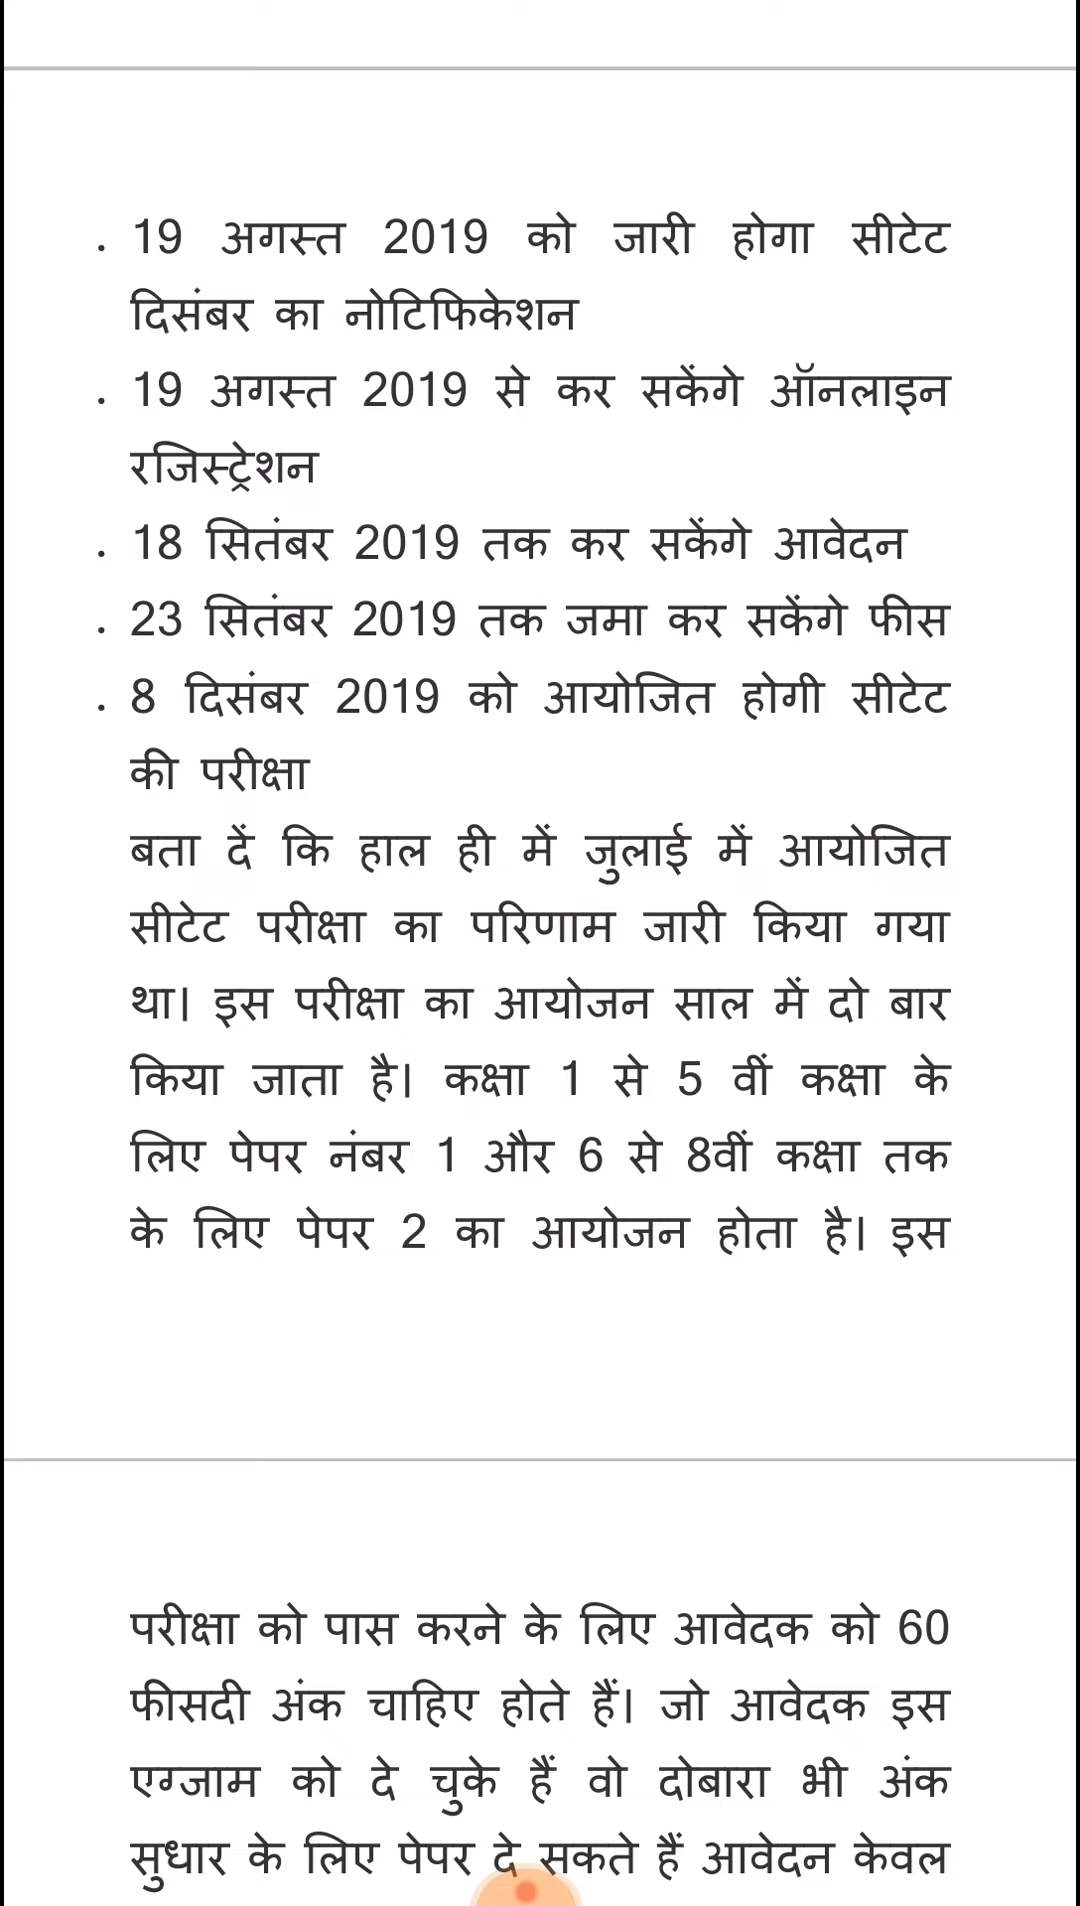 . 19 अगस्त 2019 को जारी होगा सीटेट
दिसंबर का नोटिफिकेशन
. 19 अगस्त 2019 से कर सकेंगे ऑनलाइन
रजिस्ट्रेशन
. 18 सितंबर 2019 तक कर सकेंगे आवेदन
. 23 सितंबर 2019 तक जमा कर सकेंगे फीस
. 8 दिसंबर 2019 को आयोजित होगी सीटेट
की परीक्षा
बता दें कि हाल ही में जुलाई में आयोजित
सीटेट परीक्षा का परिणाम जारी किया गया
था। इस परीक्षा का आयोजन साल में दो बार
किया जाता है। कक्षा 1 से 5 वीं कक्षा के
लिए पेपर नंबर 1 और 6 से 8वीं कक्षा तक
के लिए पेपर 2 का आयोजन होता है। इस
परीक्षा को पास करने के लिए आवेदक को 60
फीसदी अंक चाहिए होते हैं। जो आवेदक इस
एग्जाम को दे चुके हैं वो दोबारा भी अंक
सुधार के लिए पेपर दे सकते हैं आवेदन केवल